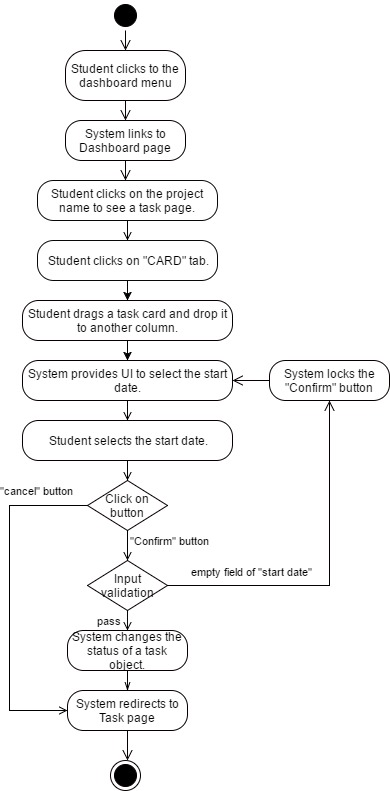 Student clicks to the
dashboard menu
System links to
Dashboard page
Student clicks on the project
name to see a task page.
Student clicks on "CARD" tab.
Student drags a task card and drop it
to another column.
System provides UI to select the start
date.
System locks the
"Confirm" button
Student selects the start date.
"cancel" button
Click on
button
"Confirm" button
empty field of "start date"
Input
validation
pass
System changes the
status of a task
object.
System redirects to
Task page